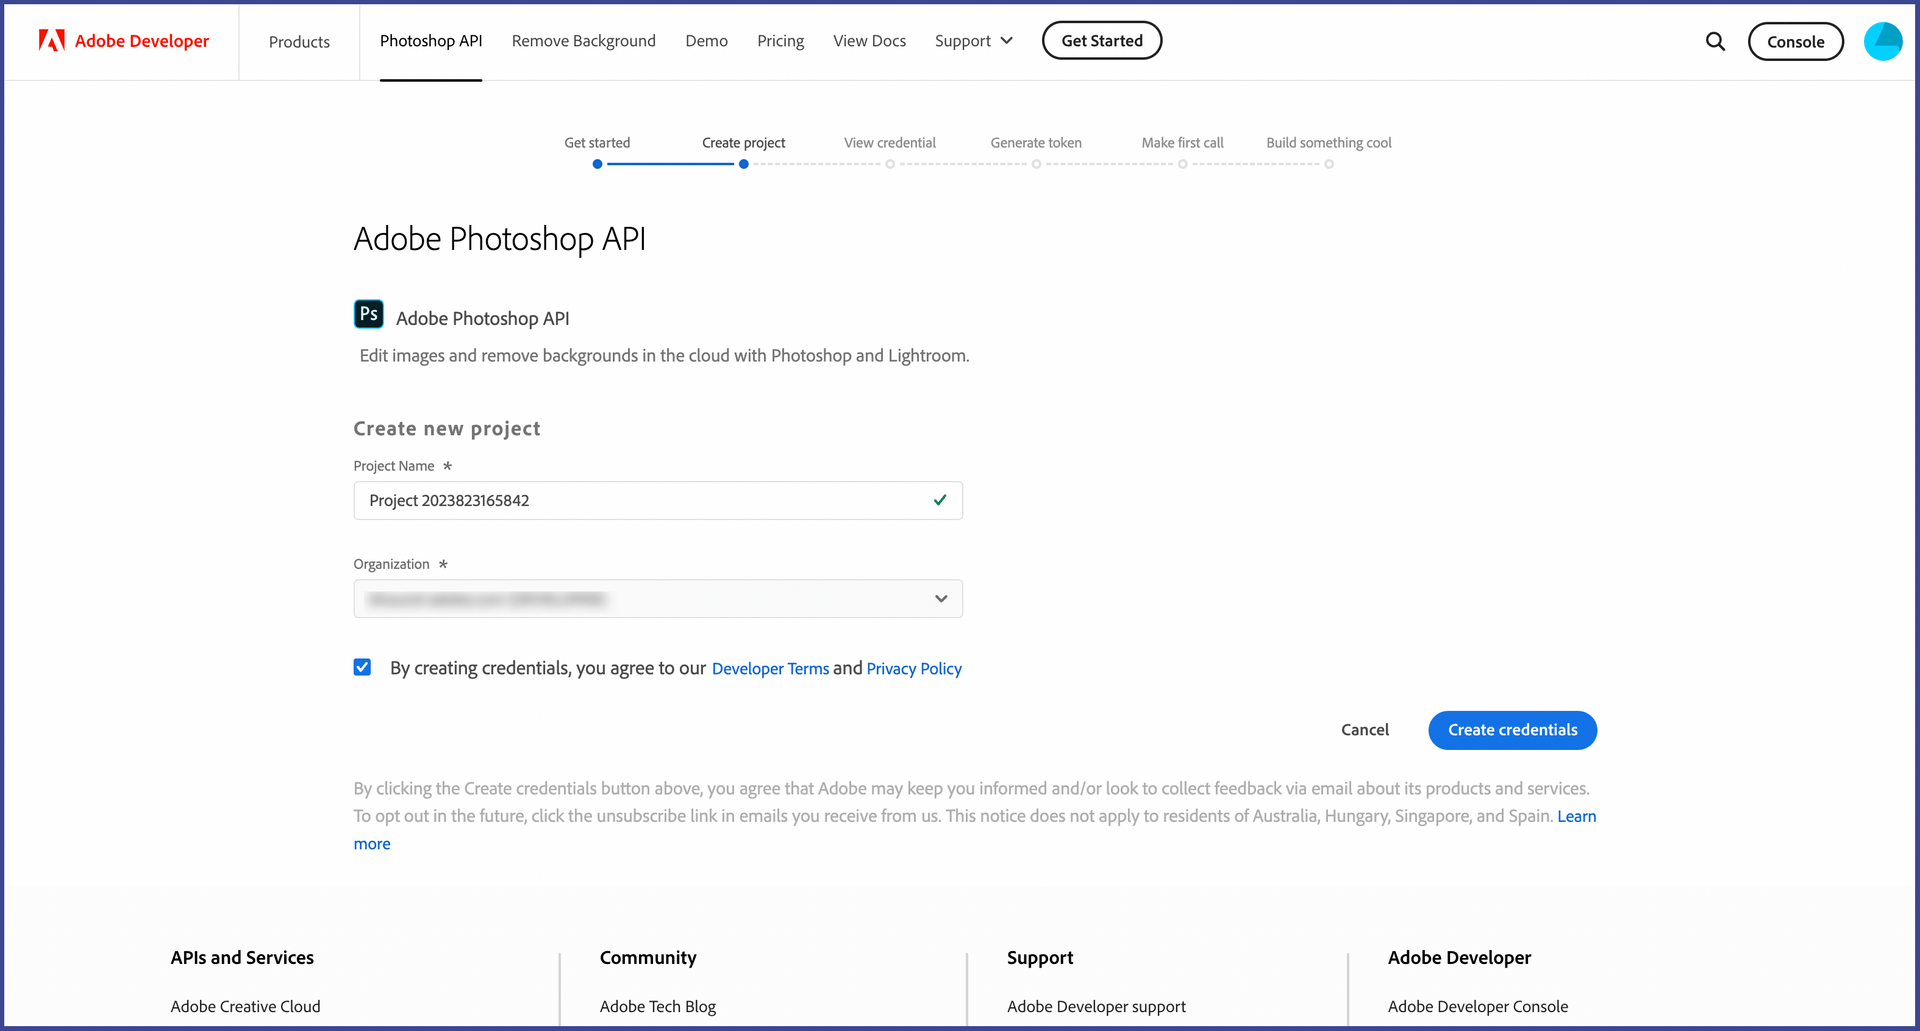 Adobe Developer
Products
Photoshop API
Remove Background
Demo
Pricing
View Docs
Support
Get Started
Console
Get started
Create project
View credential
Generate token
Make first call
Build something cool
Adobe Photoshop API
Ps
Adobe Photoshop API
Edit images and remove backgrounds in the cloud with Photoshop and Lightroom.
Create new project
Project Name *
Project 2023823165842
Organization *
By creating credentials, you agree to our Developer Terms and Privacy Policy
Cancel
Create credentials
By clicking the Create credentials button above, you agree that Adobe may keep you informed and/or look to collect feedback via email about its products and services.
To opt out in the future, click the unsubscribe link in emails you receive from us. This notice does not apply to residents of Australia, Hungary, Singapore, and Spain. Learn
more
APIs and Services
Community
Support
Adobe Developer
Adobe Creative Cloud
Adobe Tech Blog
Adobe Developer support
Adobe Developer Console